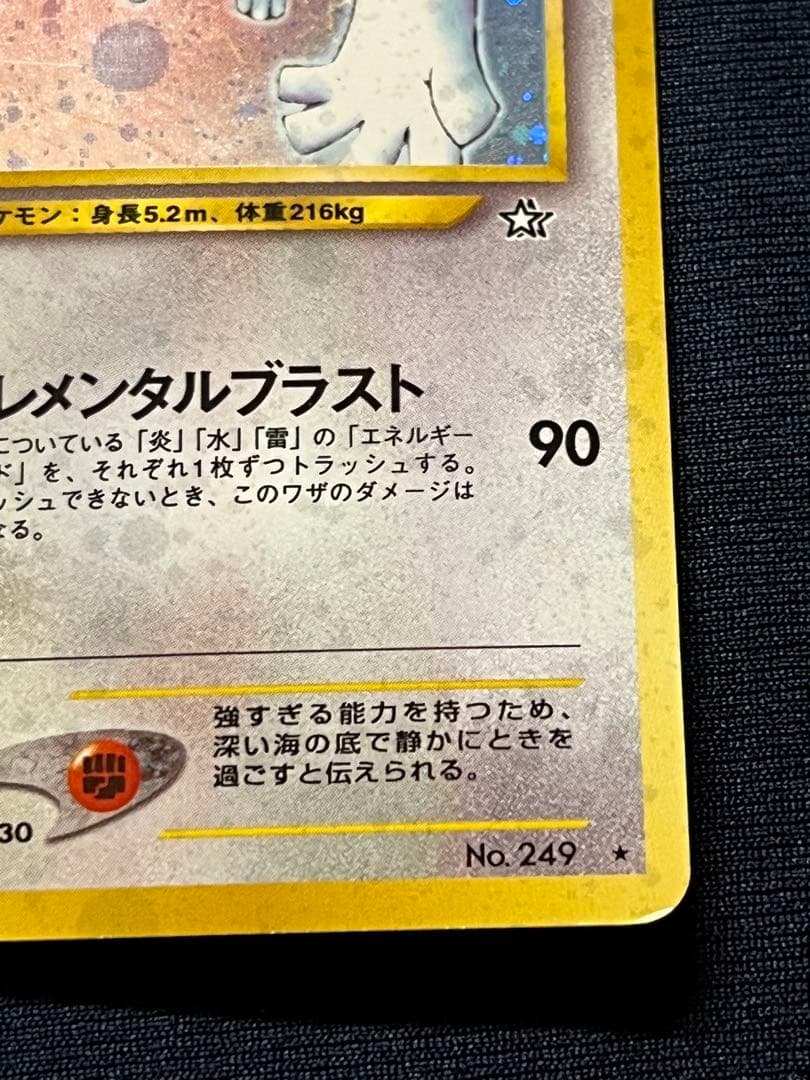 ケモン：身長5.2m、体重216kg
レメンタルブラスト
についている「炎」「水」「雷」の「エネルギー
ド」を、それぞれ1枚ずつトラッシュする。
ッシュできないとき、このワザのダメージは
なる。
90
強すぎる能力を持つため、
深い海の底で静かにときを
過ごすと伝えられる。
30
No. 249 ★